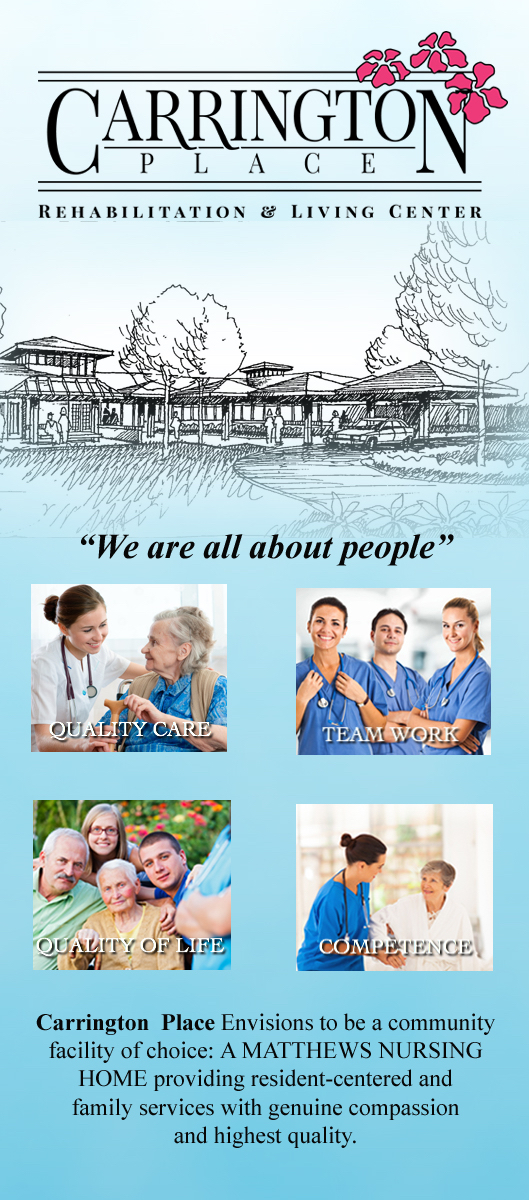 CARRINGTON
PLACE
REHABILITATION & LIVING CENTER
“We are all about people”
QUALITY CARE
TEAM WORK
QUALITY OF LIFE
COMPETENCE
Carrington Place Envisions to be a community
facility of choice: A MATTHEWS NURSING
HOME providing resident-centered and
family services with genuine compassion
and highest quality.